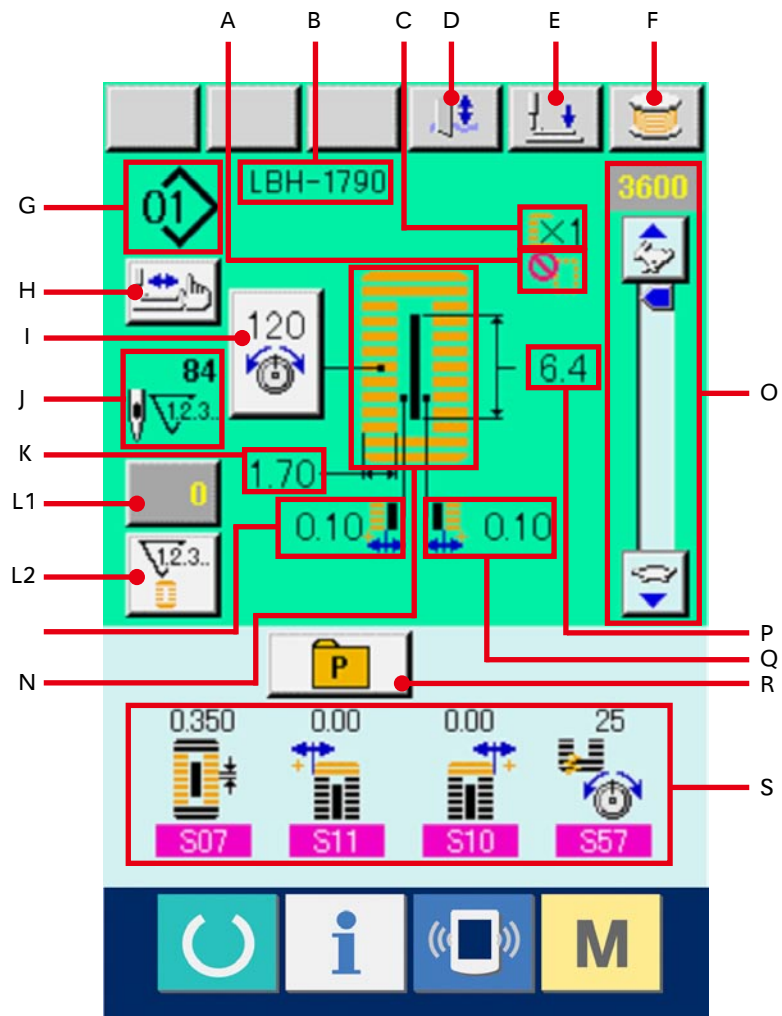 A B C D E F
G
LBH-1790
3600
01
×1
H
I
120
84
6.4
J
1.2.3..
O
K
1.70
L1
0
0.10
0.10
L2
1.2.3..
P
Q
N
P
R
0.350
0.00
0.00
25
+
+
S
S07
S11
S10
S57
i
M